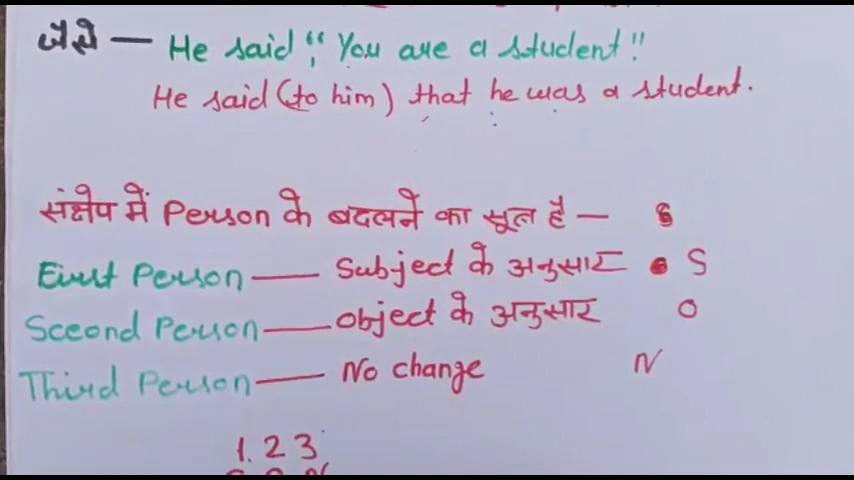 जैसे — He said, "You are a student"
He said (to him) that he was a student.
संक्षेप में Person के बदलने का सूत्र है — S
First Person — Subject के अनुसार S
Second Person — object के अनुसार O
Third Person — No change N
1. 2 3